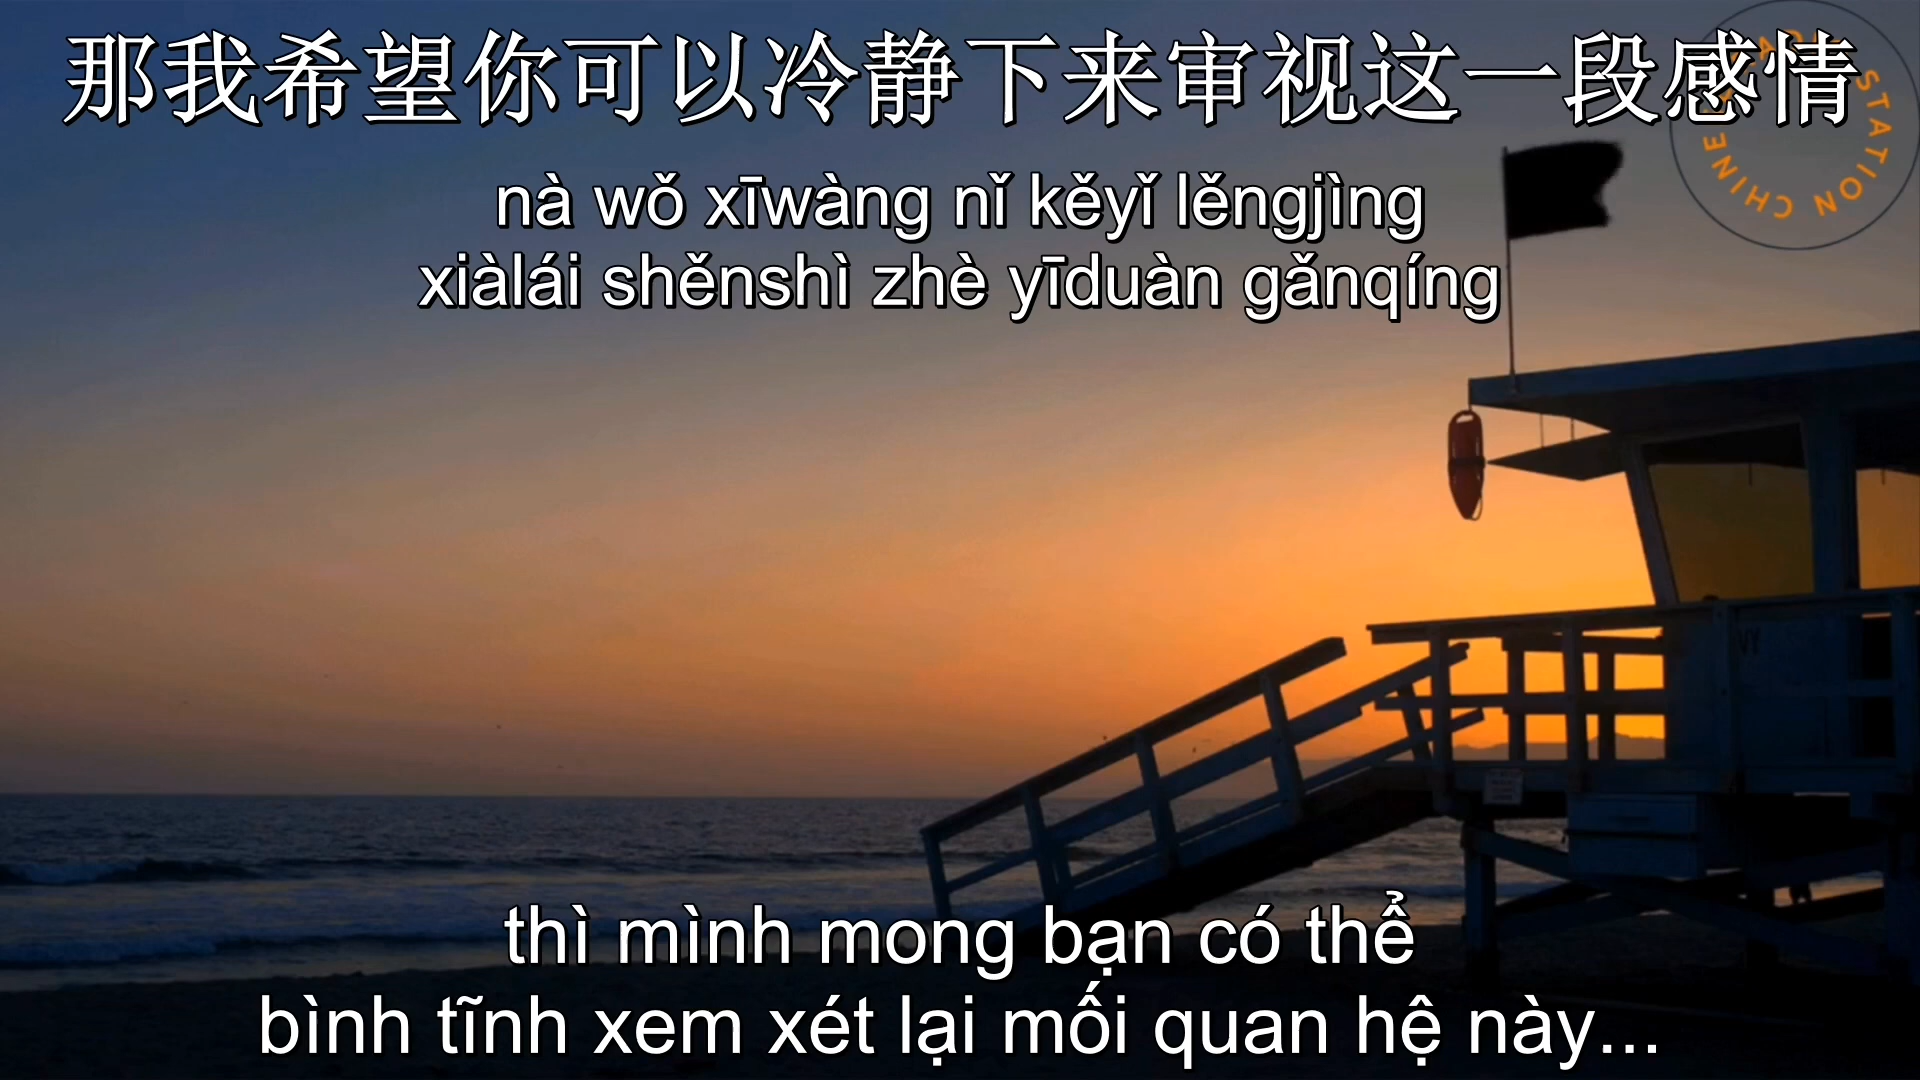 那我希望你可以冷静下来审视这一段感情
nà wǒ xīwàng nǐ kěyǐ lěngjìng
xiàlái shěnshì zhè yīduàn gǎnqíng
STATION CHINE
VY
thì mình mong bạn có thể
bình tĩnh xem xét lại mối quan hệ này...